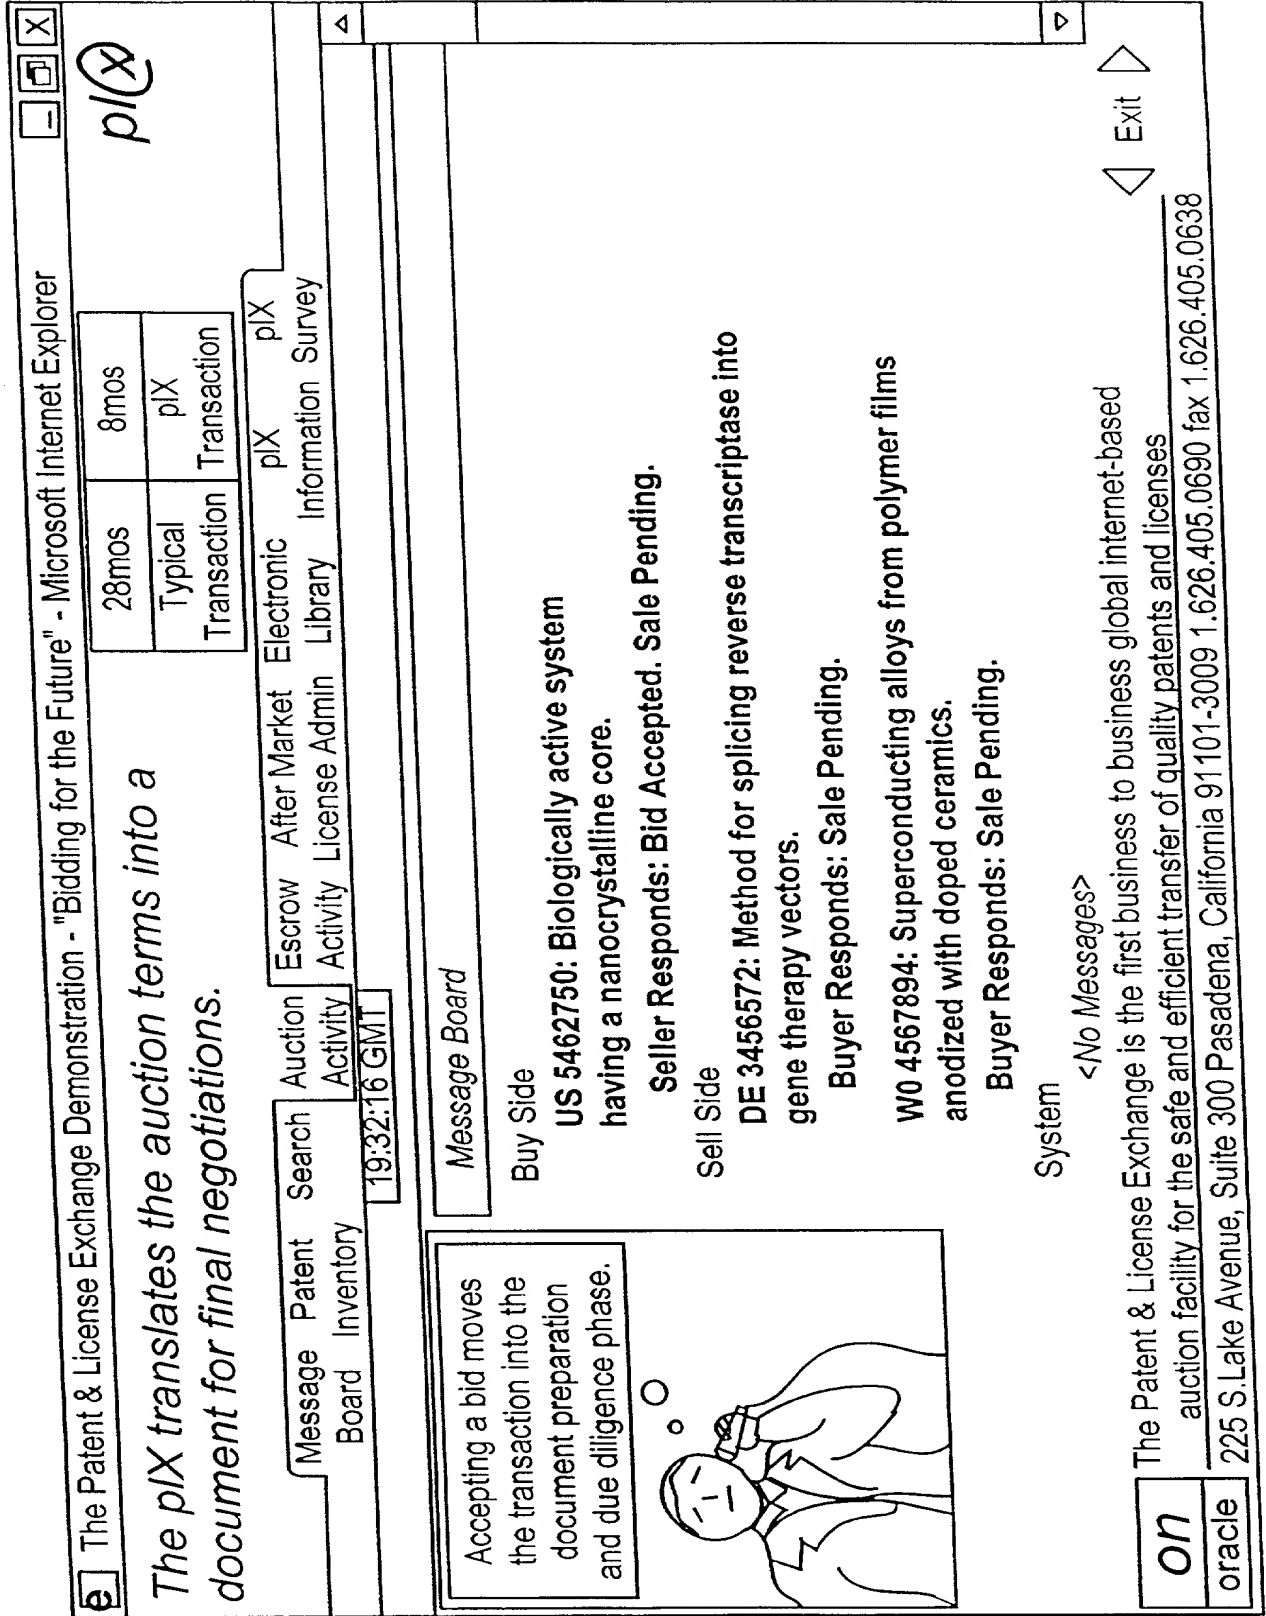 e The Patent & License Exchange Demonstration - "Bidding for the Future" - Microsoft Internet Explorer _ X
The plX translates the auction terms into a
document for final negotiations.
28mos 8mos
Typical plX
Transaction Transaction
pl(x)
Message Patent Search Auction Escrow After Market Electronic plX plX
Board Inventory Activity Activity License Admin Library Information Survey
19:32:16 GMT
Accepting a bid moves
the transaction into the
document preparation
and due diligence phase.
Message Board
Buy Side
US 5462750: Biologically active system
having a nanocrystalline core.
Seller Responds: Bid Accepted. Sale Pending.
Sell Side
DE 3456572: Method for splicing reverse transcriptase into
gene therapy vectors.
Buyer Responds: Sale Pending.
W0 4567894: Superconducting alloys from polymer films
anodized with doped ceramics.
Buyer Responds: Sale Pending.
System
<No Messages>
on
oracle
The Patent & License Exchange is the first business to business global internet-based
auction facility for the safe and efficient transfer of quality patents and licenses
225 S.Lake Avenue, Suite 300 Pasadena, California 91101-3009 1.626.405.0690 fax 1.626.405.0638
Exit